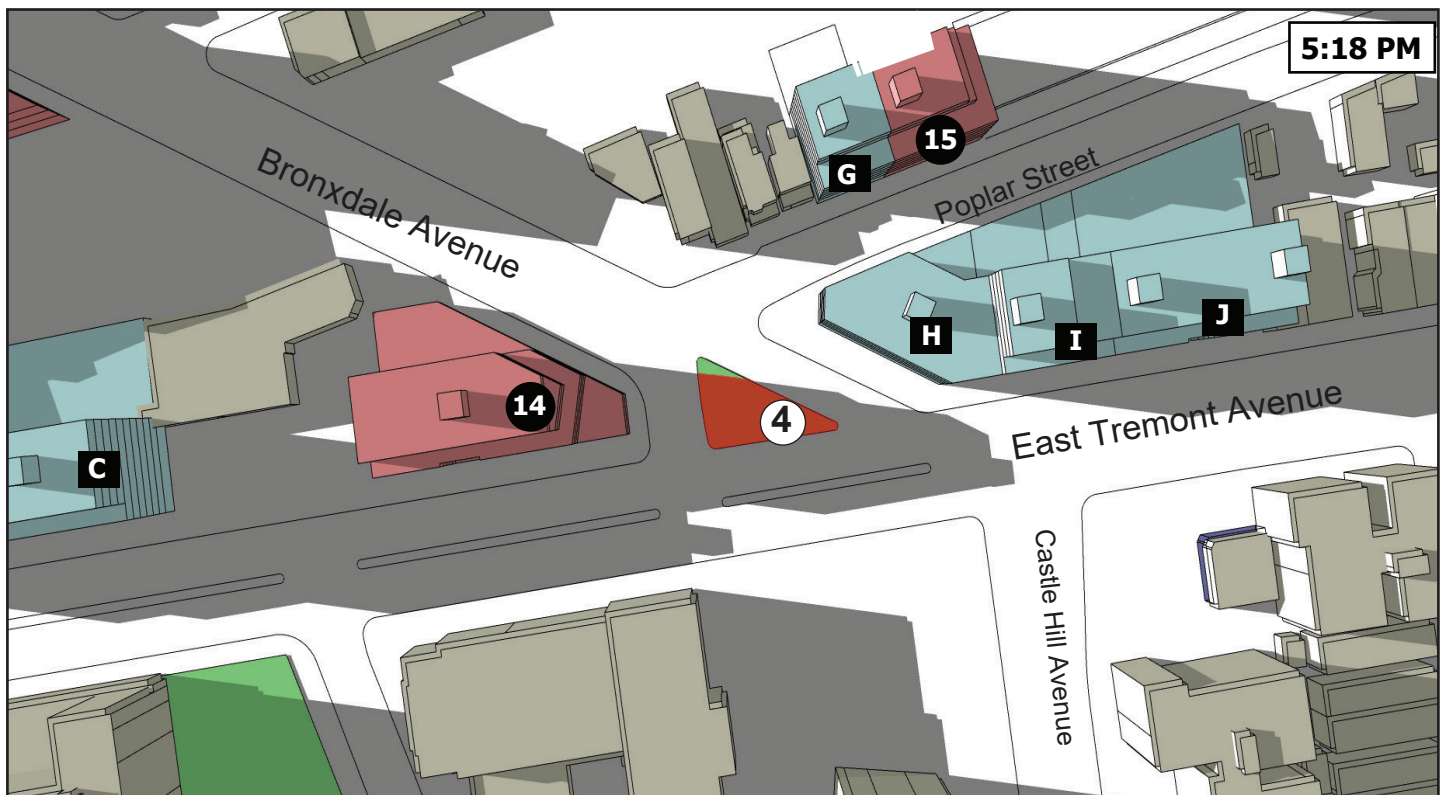 5:18 PM
15
G
Poplar Street
Bronxdale Avenue
J
H
I
14
4
East Tremont Avenue
C
Castle Hill Avenue